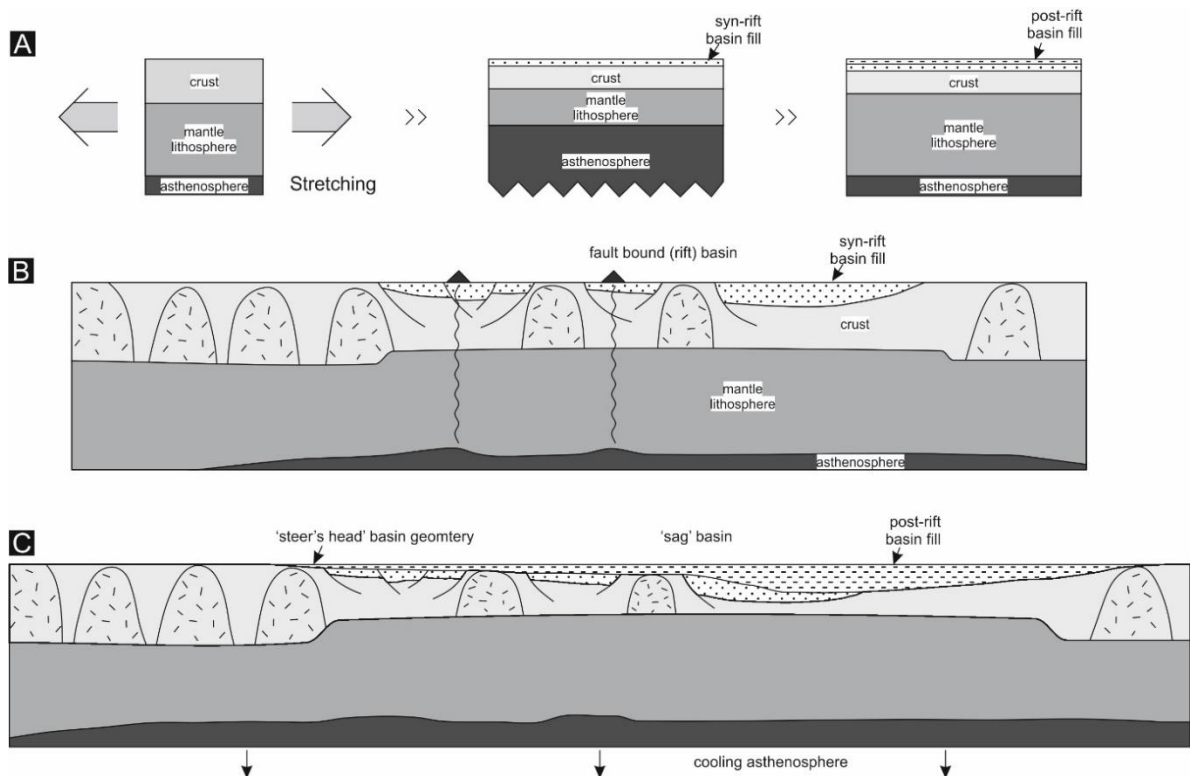 A
crust
mantle
lithosphere
asthenosphere
Stretching
syn-rift
basin fill
crust
mantle
lithosphere
asthenosphere
post-rift
basin fill
crust
mantle
lithosphere
asthenosphere
B
fault bound (rift) basin
syn-rift
basin fill
crust
mantle
lithosphere
asthenosphere
C
‘steer’s head’ basin geomtery
‘sag’ basin
post-rift
basin fill
cooling asthenosphere